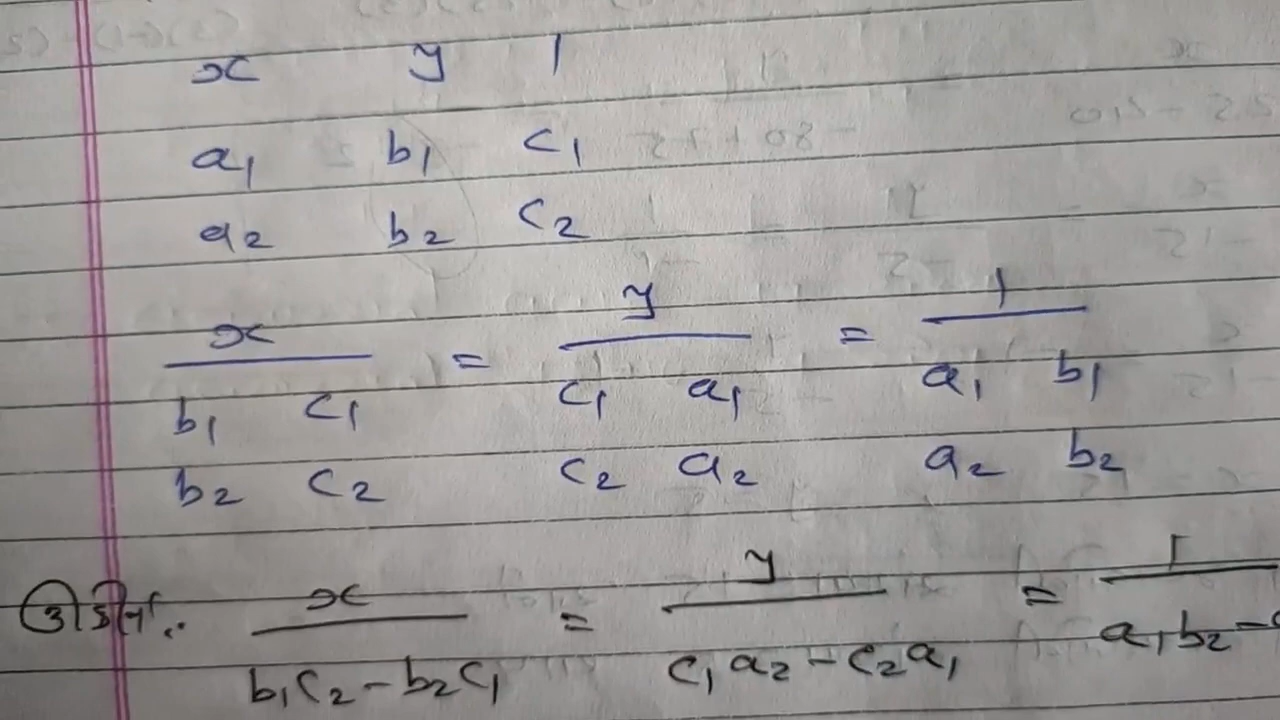 x y 1
a₁ b₁ c₁
a₂ b₂ c₂
x = y = 1
b₁ c₁ c₁ a₁ a₁ b₁
b₂ c₂ c₂ a₂ a₂ b₂
x = y = 1
b₁c₂-b₂c₁ c₁a₂-c₂a₁ a₁b₂-